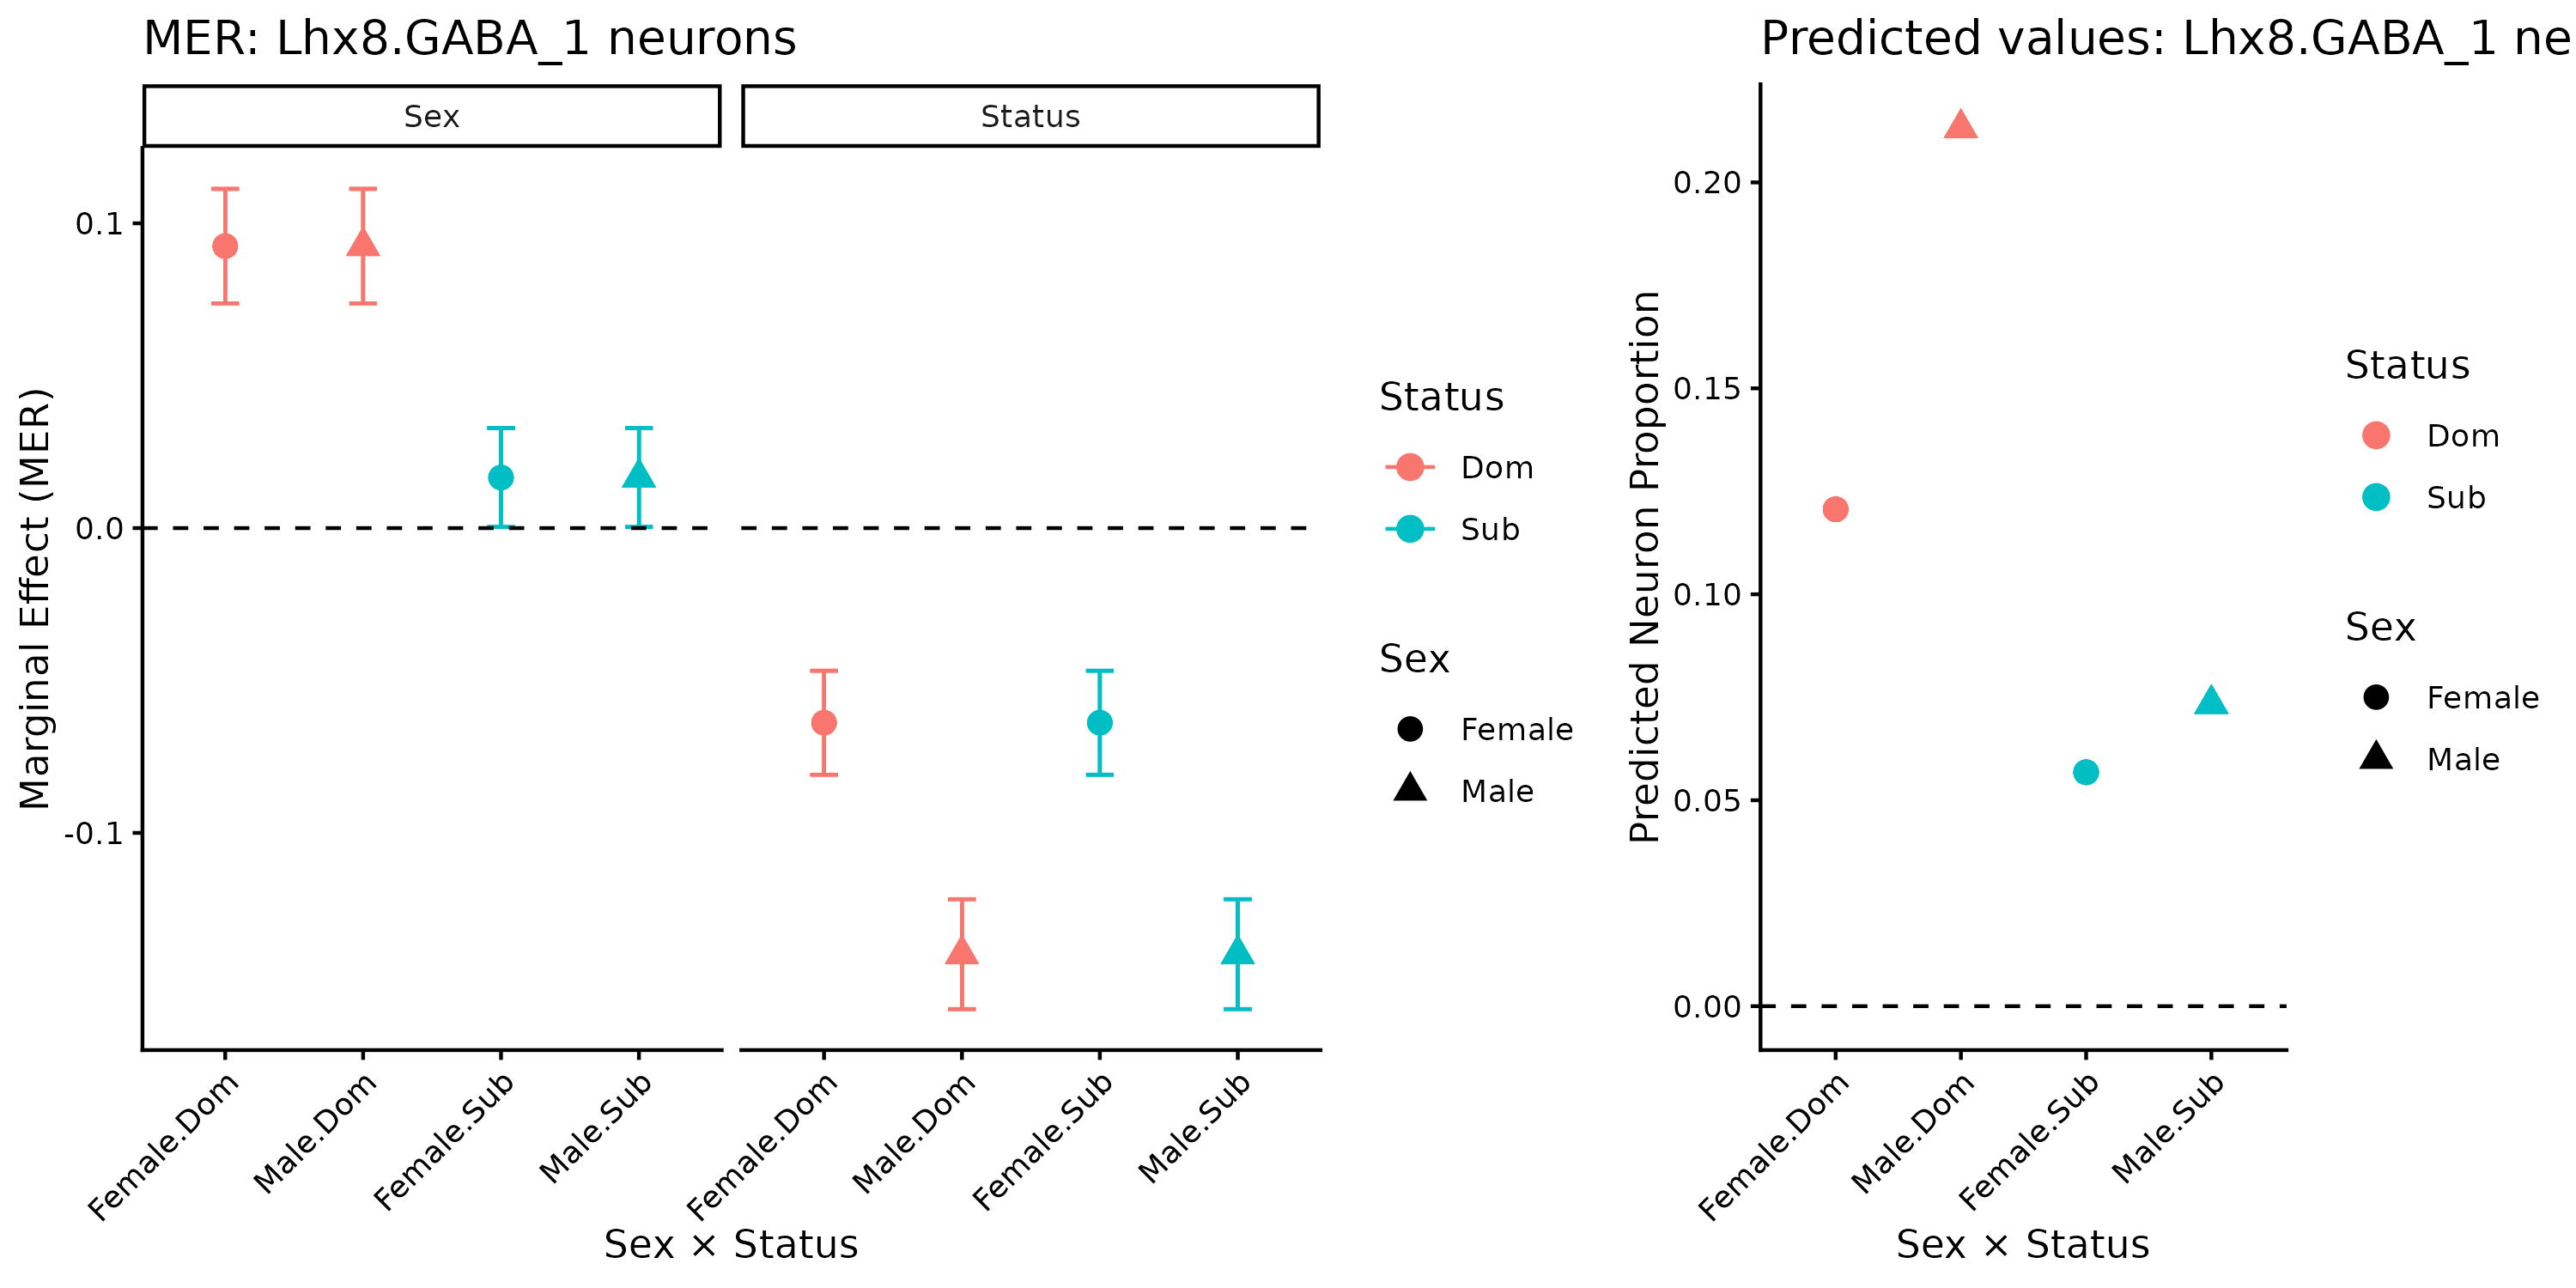 MER: Lhx8.GABA_1 neurons
Sex
Status
Marginal Effect (MER)
0.1
0.0
-0.1
Female.Dom
Male.Dom
Female.Sub
Male.Sub
Female.Dom
Male.Dom
Female.Sub
Male.Sub
Sex × Status
Status
Dom
Sub
Sex
Female
Male
Predicted values: Lhx8.GABA_1 ne
Predicted Neuron Proportion
0.20
0.15
0.10
0.05
0.00
Female.Dom
Male.Dom
Female.Sub
Male.Sub
Sex × Status
Status
Dom
Sub
Sex
Female
Male